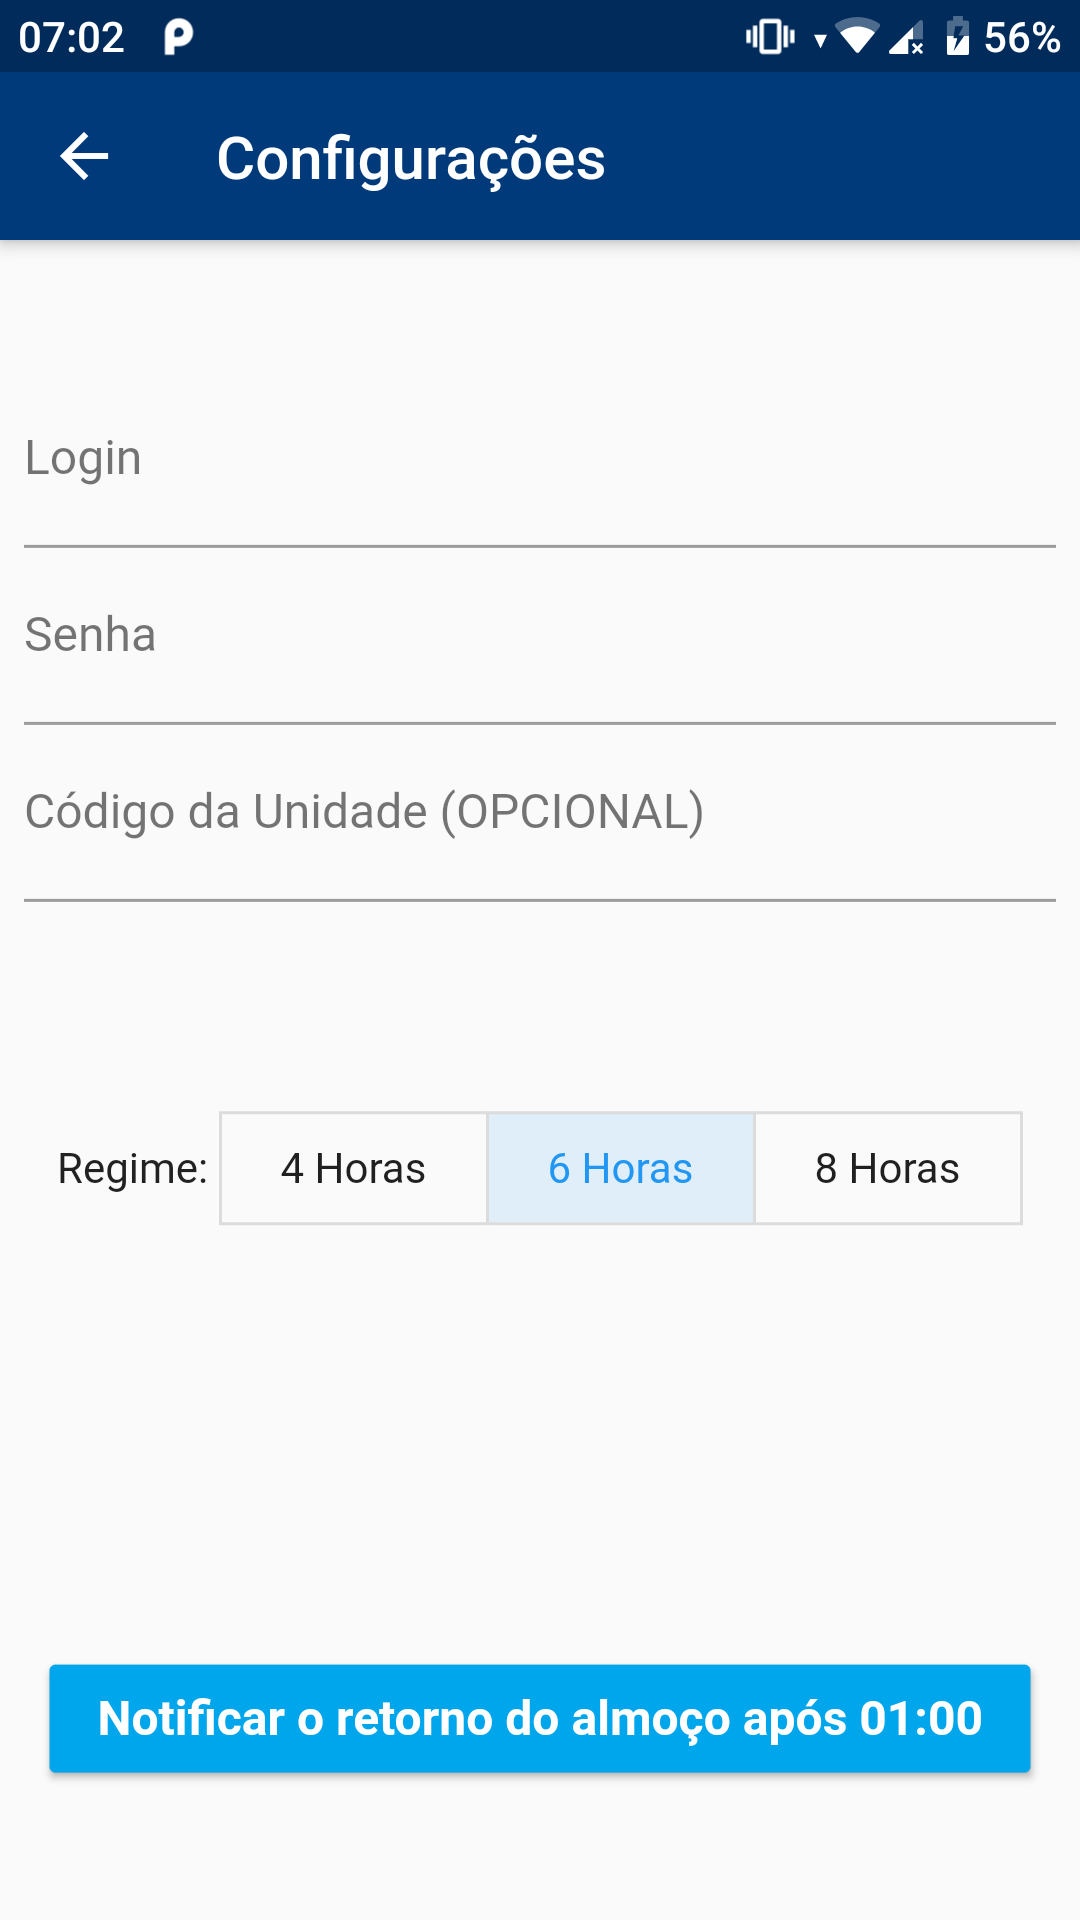 07:02 56%
Configurações
Login
Senha
Código da Unidade (OPCIONAL)
Regime: 4 Horas 6 Horas 8 Horas
Notificar o retorno do almoço após 01:00